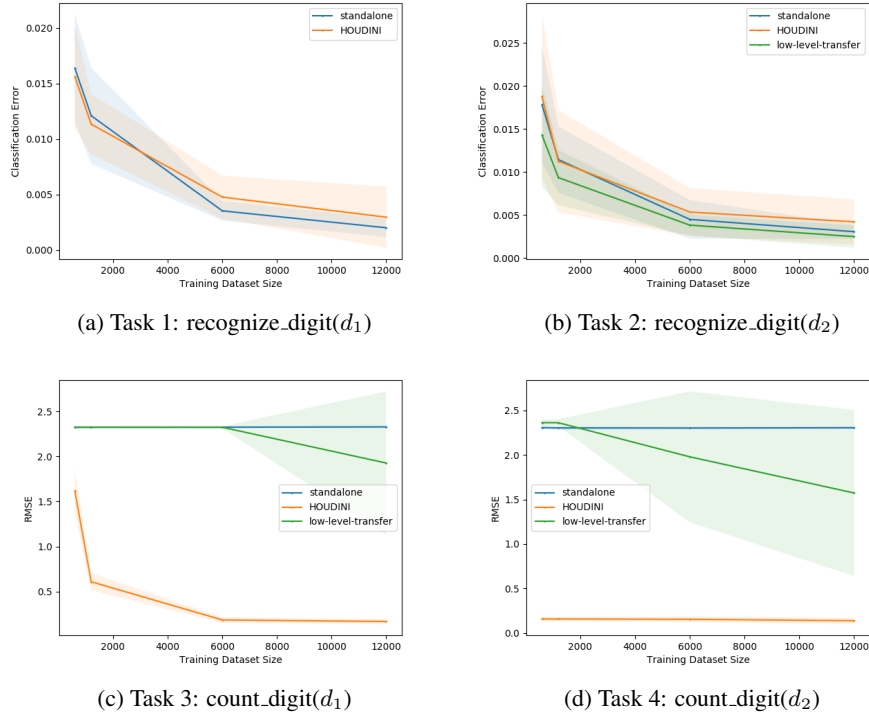 standalone
HOUDINI
0.020
0.015
0.010
0.005
0.000
Classification Error
2000 4000 6000 8000 10000 12000
Training Dataset Size
(a) Task 1: recognize_digit(d₁)
standalone
HOUDINI
low-level-transfer
0.025
0.020
0.015
0.010
0.005
0.000
Classification Error
2000 4000 6000 8000 10000 12000
Training Dataset Size
(b) Task 2: recognize_digit(d₂)
2.5
2.0
1.5
1.0
0.5
RMSE
standalone
HOUDINI
low-level-transfer
2000 4000 6000 8000 10000 12000
Training Dataset Size
(c) Task 3: count_digit(d₁)
2.5
2.0
1.5
1.0
0.5
0.0
RMSE
standalone
HOUDINI
low-level-transfer
2000 4000 6000 8000 10000 12000
Training Dataset Size
(d) Task 4: count_digit(d₂)